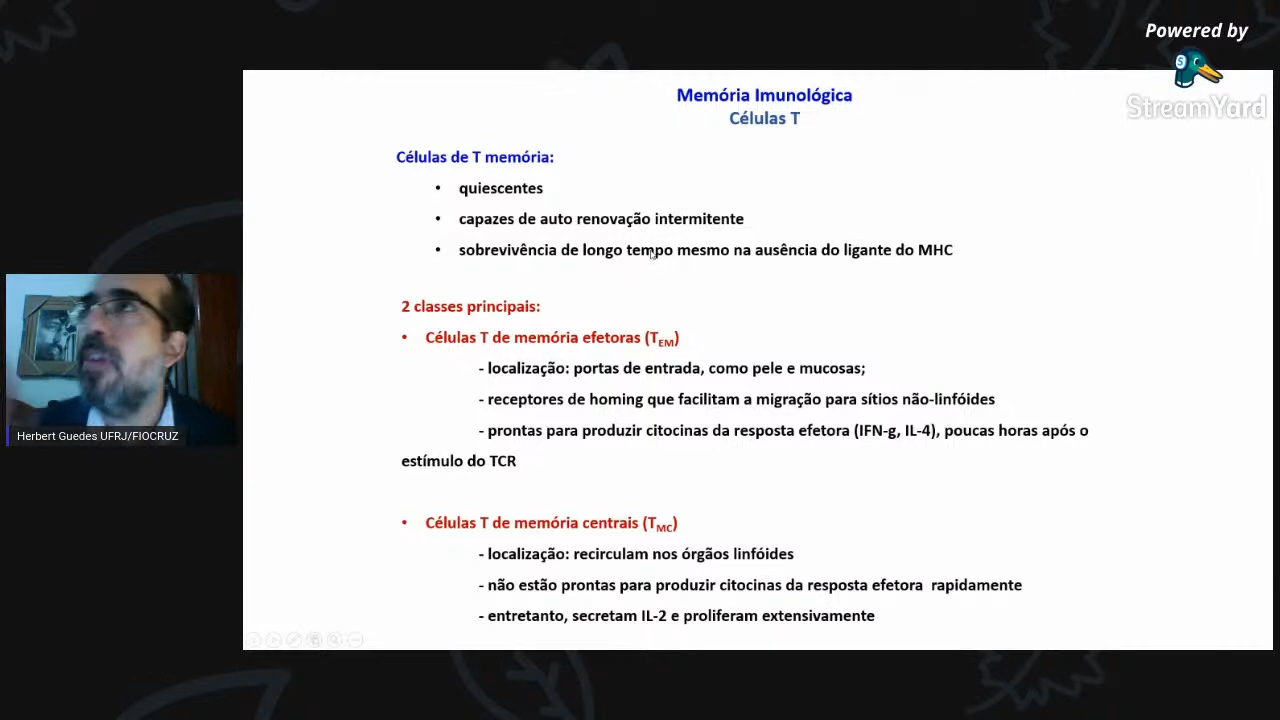 Powered by
S
StreamYard
Memória Imunológica
Células T
Células de T memória:
• quiescentes
• capazes de auto renovação intermitente
• sobrevivência de longo tempo mesmo na ausência do ligante do MHC
2 classes principais:
• Células T de memória efetoras (TEM)
- localização: portas de entrada, como pele e mucosas;
- receptores de homing que facilitam a migração para sítios não-linfóides
- prontas para produzir citocinas da resposta efetora (IFN-g, IL-4), poucas horas após o
estímulo do TCR
• Células T de memória centrais (TMC)
- localização: recirculam nos órgãos linfóides
- não estão prontas para produzir citocinas da resposta efetora rapidamente
- entretanto, secretam IL-2 e proliferam extensivamente
Herbert Guedes UFRJ/FIOCRUZ